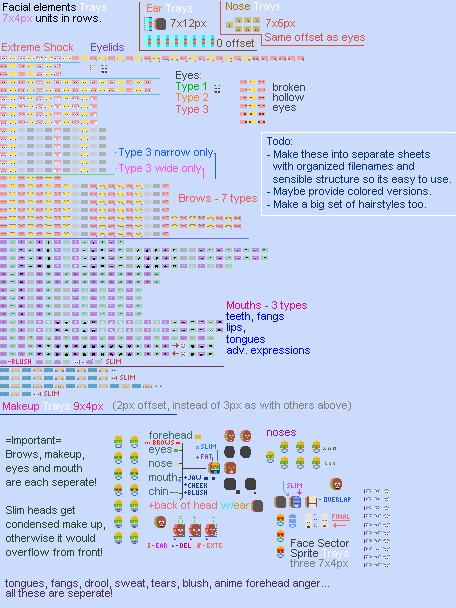 Facial elements Trays
7x4px units in rows.
Ear Trays
7x12px
Nose Trays
7x6px
0 offset
Same offset as eyes
Extreme Shock
Eyelids
Eyes:
Type 1
Type 2
Type 3
broken
hollow
eyes
Todo:
- Make these into separate sheets
with organized filenames and
sensible structure so its easy to use.
- Maybe provide colored versions.
- Make a big set of hairstyles too.
Type 3 narrow only
Type 3 wide only
Brows - 7 types
Mouths - 3 types
teeth, fangs
lips,
tongues
adv. expressions
-BLUSH
SLIM
SLIM
SLIM
Makeup Trays 9x4px
(2px offset, instead of 3px as with others above)
=Important=
Brows, makeup,
eyes and mouth
are each seperate!
Slim heads get
condensed make up,
otherwise it would
overflow from front!
forehead
BROWS
eyes
nose
mouth
chin
xSLIM
+FAT
+JAW
+CHEEK
+BLUSH
+back of head w/ear
noses
SLIM
OVERLAP
FINAL
Face Sector
Sprite Trays
three 7x4px
-EAR
-DEL
tongues, fangs, drool, sweat, tears, blush, anime forehead anger...
all these are seperate!